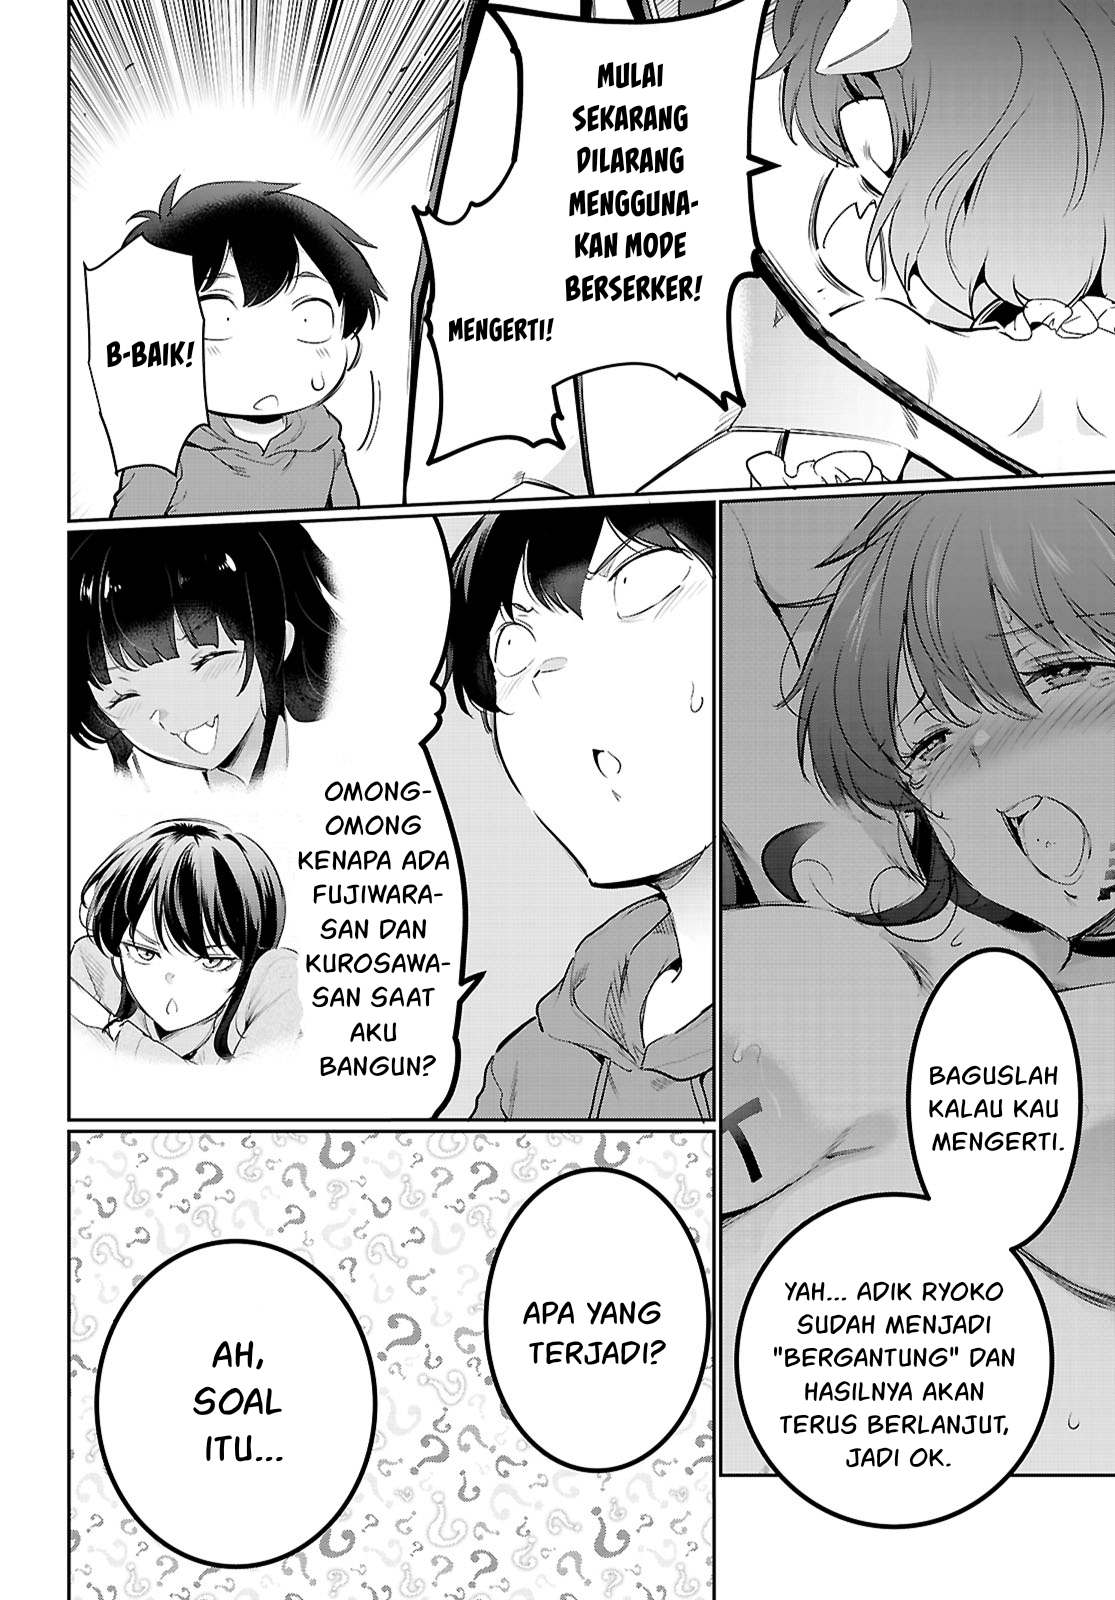 MULAI
SEKARANG
DILARANG
MENGGUNA-
KAN MODE
BERSERKER!
MENGERTI!
B-BAIK!
BAGUSLAH
KALAU KAU
MENGERTI.
YAH... ADIK RYOKO
SUDAH MENJADI
"BERGANTUNG" DAN
HASILNYA AKAN
TERUS BERLANJUT,
JADI OK.
T
OMONG-
OMONG
KENAPA ADA
FUJIWARA-
SAN DAN
KUROSAWA-
SAN SAAT
AKU
BANGUN?
APA YANG
TERJADI?
AH,
SOAL
ITU...